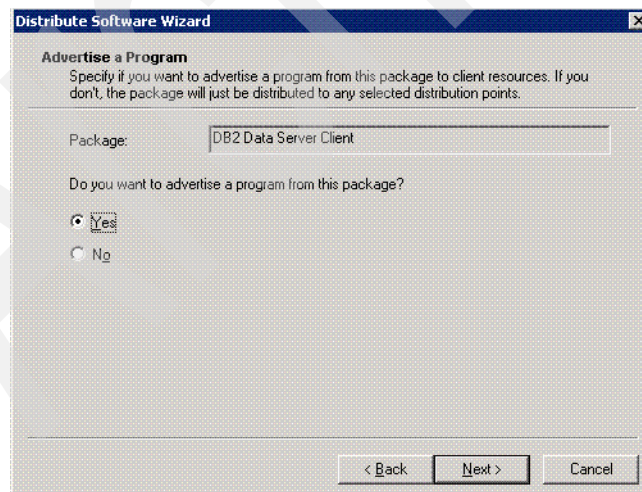 Distribute Software Wizard
Advertise a Program
Specify if you want to advertise a program from this package to client resources. If you
don't, the package will just be distributed to any selected distribution points.
Package: DB2 Data Server Client
Do you want to advertise a program from this package?
Yes
No
< Back Next > Cancel